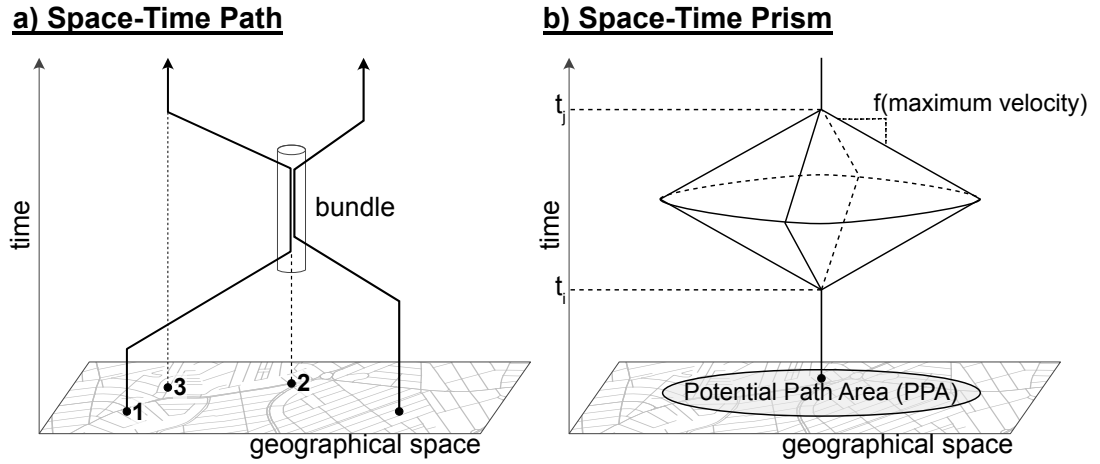 a) Space-Time Path
time
bundle
3
2
1
geographical space
b) Space-Time Prism
time
tj
f(maximum velocity)
ti
Potential Path Area (PPA)
geographical space